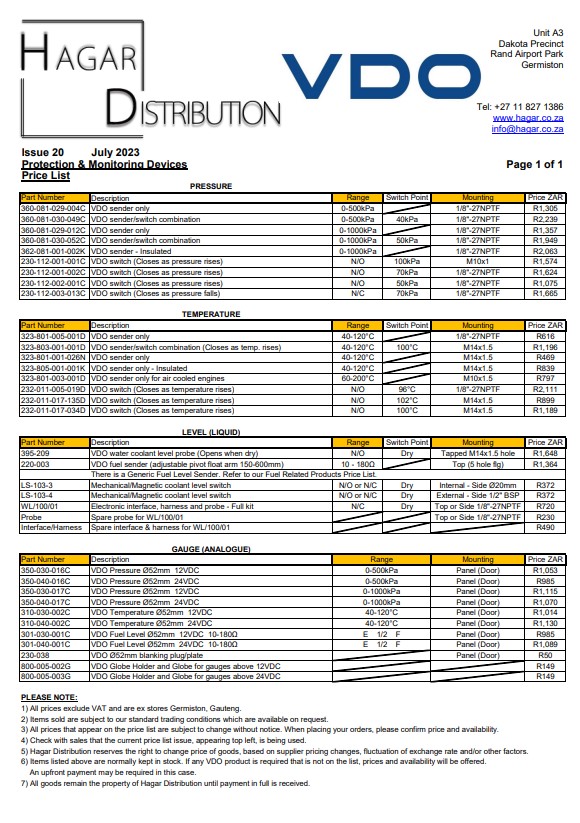 HAGAR
DISTRIBUTION
VDO
Unit A3
Dakota Precinct
Rand Airport Park
Germiston
Tel: +27 11 827 1386
www.hagar.co.za
info@hagar.co.za
Issue 20 July 2023
Protection & Monitoring Devices Page 1 of 1
Price List
PRESSURE
Part Number Description Range Switch Point Mounting Price ZAR
360-081-029-004C VDO sender only 0-500kPa 1/8"-27NPTF R1,305
360-081-030-049C VDO sender/switch combination 0-500kPa 40kPa 1/8"-27NPTF R2,239
360-081-029-012C VDO sender only 0-1000kPa 1/8"-27NPTF R1,357
360-081-030-052C VDO sender/switch combination 0-1000kPa 50kPa 1/8"-27NPTF R1,949
362-081-001-002K VDO sender - Insulated 0-1000kPa 1/8"-27NPTF R2,063
230-112-001-001C VDO switch (Closes as pressure rises) N/O 100kPa M10x1 R1,574
230-112-001-002C VDO switch (Closes as pressure rises) N/O 70kPa 1/8"-27NPTF R1,624
230-112-002-001C VDO switch (Closes as pressure rises) N/O 50kPa 1/8"-27NPTF R1,075
230-112-003-013C VDO switch (Closes as pressure falls) N/C 70kPa 1/8"-27NPTF R1,665
TEMPERATURE
Part Number Description Range Switch Point Mounting Price ZAR
323-801-005-001D VDO sender only 40-120°C 1/8"-27NPTF R616
323-803-001-001D VDO sender/switch combination (Closes as temp. rises) 40-120°C 100°C M14x1.5 R1,196
323-801-001-026N VDO sender only 40-120°C M14x1.5 R469
323-805-001-001K VDO sender only - Insulated 40-120°C M14x1.5 R839
323-801-003-001D VDO sender only for air cooled engines 60-200°C M14x1.5 R797
232-011-005-019D VDO switch (Closes as temperature rises) N/O 96°C 1/8"-27NPTF R2,111
232-011-017-135D VDO switch (Closes as temperature rises) N/O 102°C M14x1.5 R899
232-011-017-034D VDO switch (Closes as temperature rises) N/O 100°C M14x1.5 R1,189
LEVEL (LIQUID)
Part Number Description Range Switch Point Mounting Price ZAR
395-209 VDO water coolant level probe (Opens when dry) N/O Dry Tapped M14x1.5 hole R1,648
220-003 VDO fuel sender (adjustable pivot float arm 150-600mm) 10 - 180Ω Top (5 hole flg) R1,364
There is a Generic Fuel Level Sender. Refer to our Fuel Related Products Price List.
LS-103-3 Mechanical/Magnetic coolant level switch N/O or N/C Dry Internal - Side Ø20mm R372
LS-103-4 Mechanical/Magnetic coolant level switch N/O or N/C Dry External - Side 1/2" BSP R372
WL/100/01 Electronic interface, harness and probe - Full kit N/C Dry Top or Side 1/8"-27NPTF R720
Probe Spare probe for WL/100/01 Top or Side 1/8"-27NPTF R230
Interface/Harness Spare interface & harness for WL/100/01 R490
GAUGE (ANALOGUE)
Part Number Description Range Mounting Price ZAR
350-030-016C VDO Pressure Ø52mm 12VDC 0-500kPa Panel (Door) R1,053
350-040-016C VDO Pressure Ø52mm 24VDC 0-500kPa Panel (Door) R985
350-030-017C VDO Pressure Ø52mm 12VDC 0-1000kPa Panel (Door) R1,115
350-040-017C VDO Pressure Ø52mm 24VDC 0-1000kPa Panel (Door) R1,070
310-030-002C VDO Temperature Ø52mm 12VDC 40-120°C Panel (Door) R1,014
310-040-002C VDO Temperature Ø52mm 24VDC 40-120°C Panel (Door) R1,130
301-030-001C VDO Fuel Level Ø52mm 12VDC 10-180Ω E 1/2 F Panel (Door) R985
301-040-001C VDO Fuel Level Ø52mm 24VDC 10-180Ω E 1/2 F Panel (Door) R1,089
230-038 VDO Ø52mm blanking plug/plate Panel (Door) R50
800-005-002G VDO Globe Holder and Globe for gauges above 12VDC R149
800-005-003G VDO Globe Holder and Globe for gauges above 24VDC R149
PLEASE NOTE:
1) All prices exclude VAT and are ex stores Germiston, Gauteng.
2) Items sold are subject to our standard trading conditions which are available on request.
3) All prices that appear on the price list are subject to change without notice. When placing your orders, please confirm price and availability.
4) Check with sales that the current price list issue, appearing top left, is being used.
5) Hagar Distribution reserves the right to change price of goods, based on supplier pricing changes, fluctuation of exchange rate and/or other factors.
6) Items listed above are normally kept in stock. If any VDO product is required that is not on the list, prices and availability will be offered.
An upfront payment may be required in this case.
7) All goods remain the property of Hagar Distribution until payment in full is received.